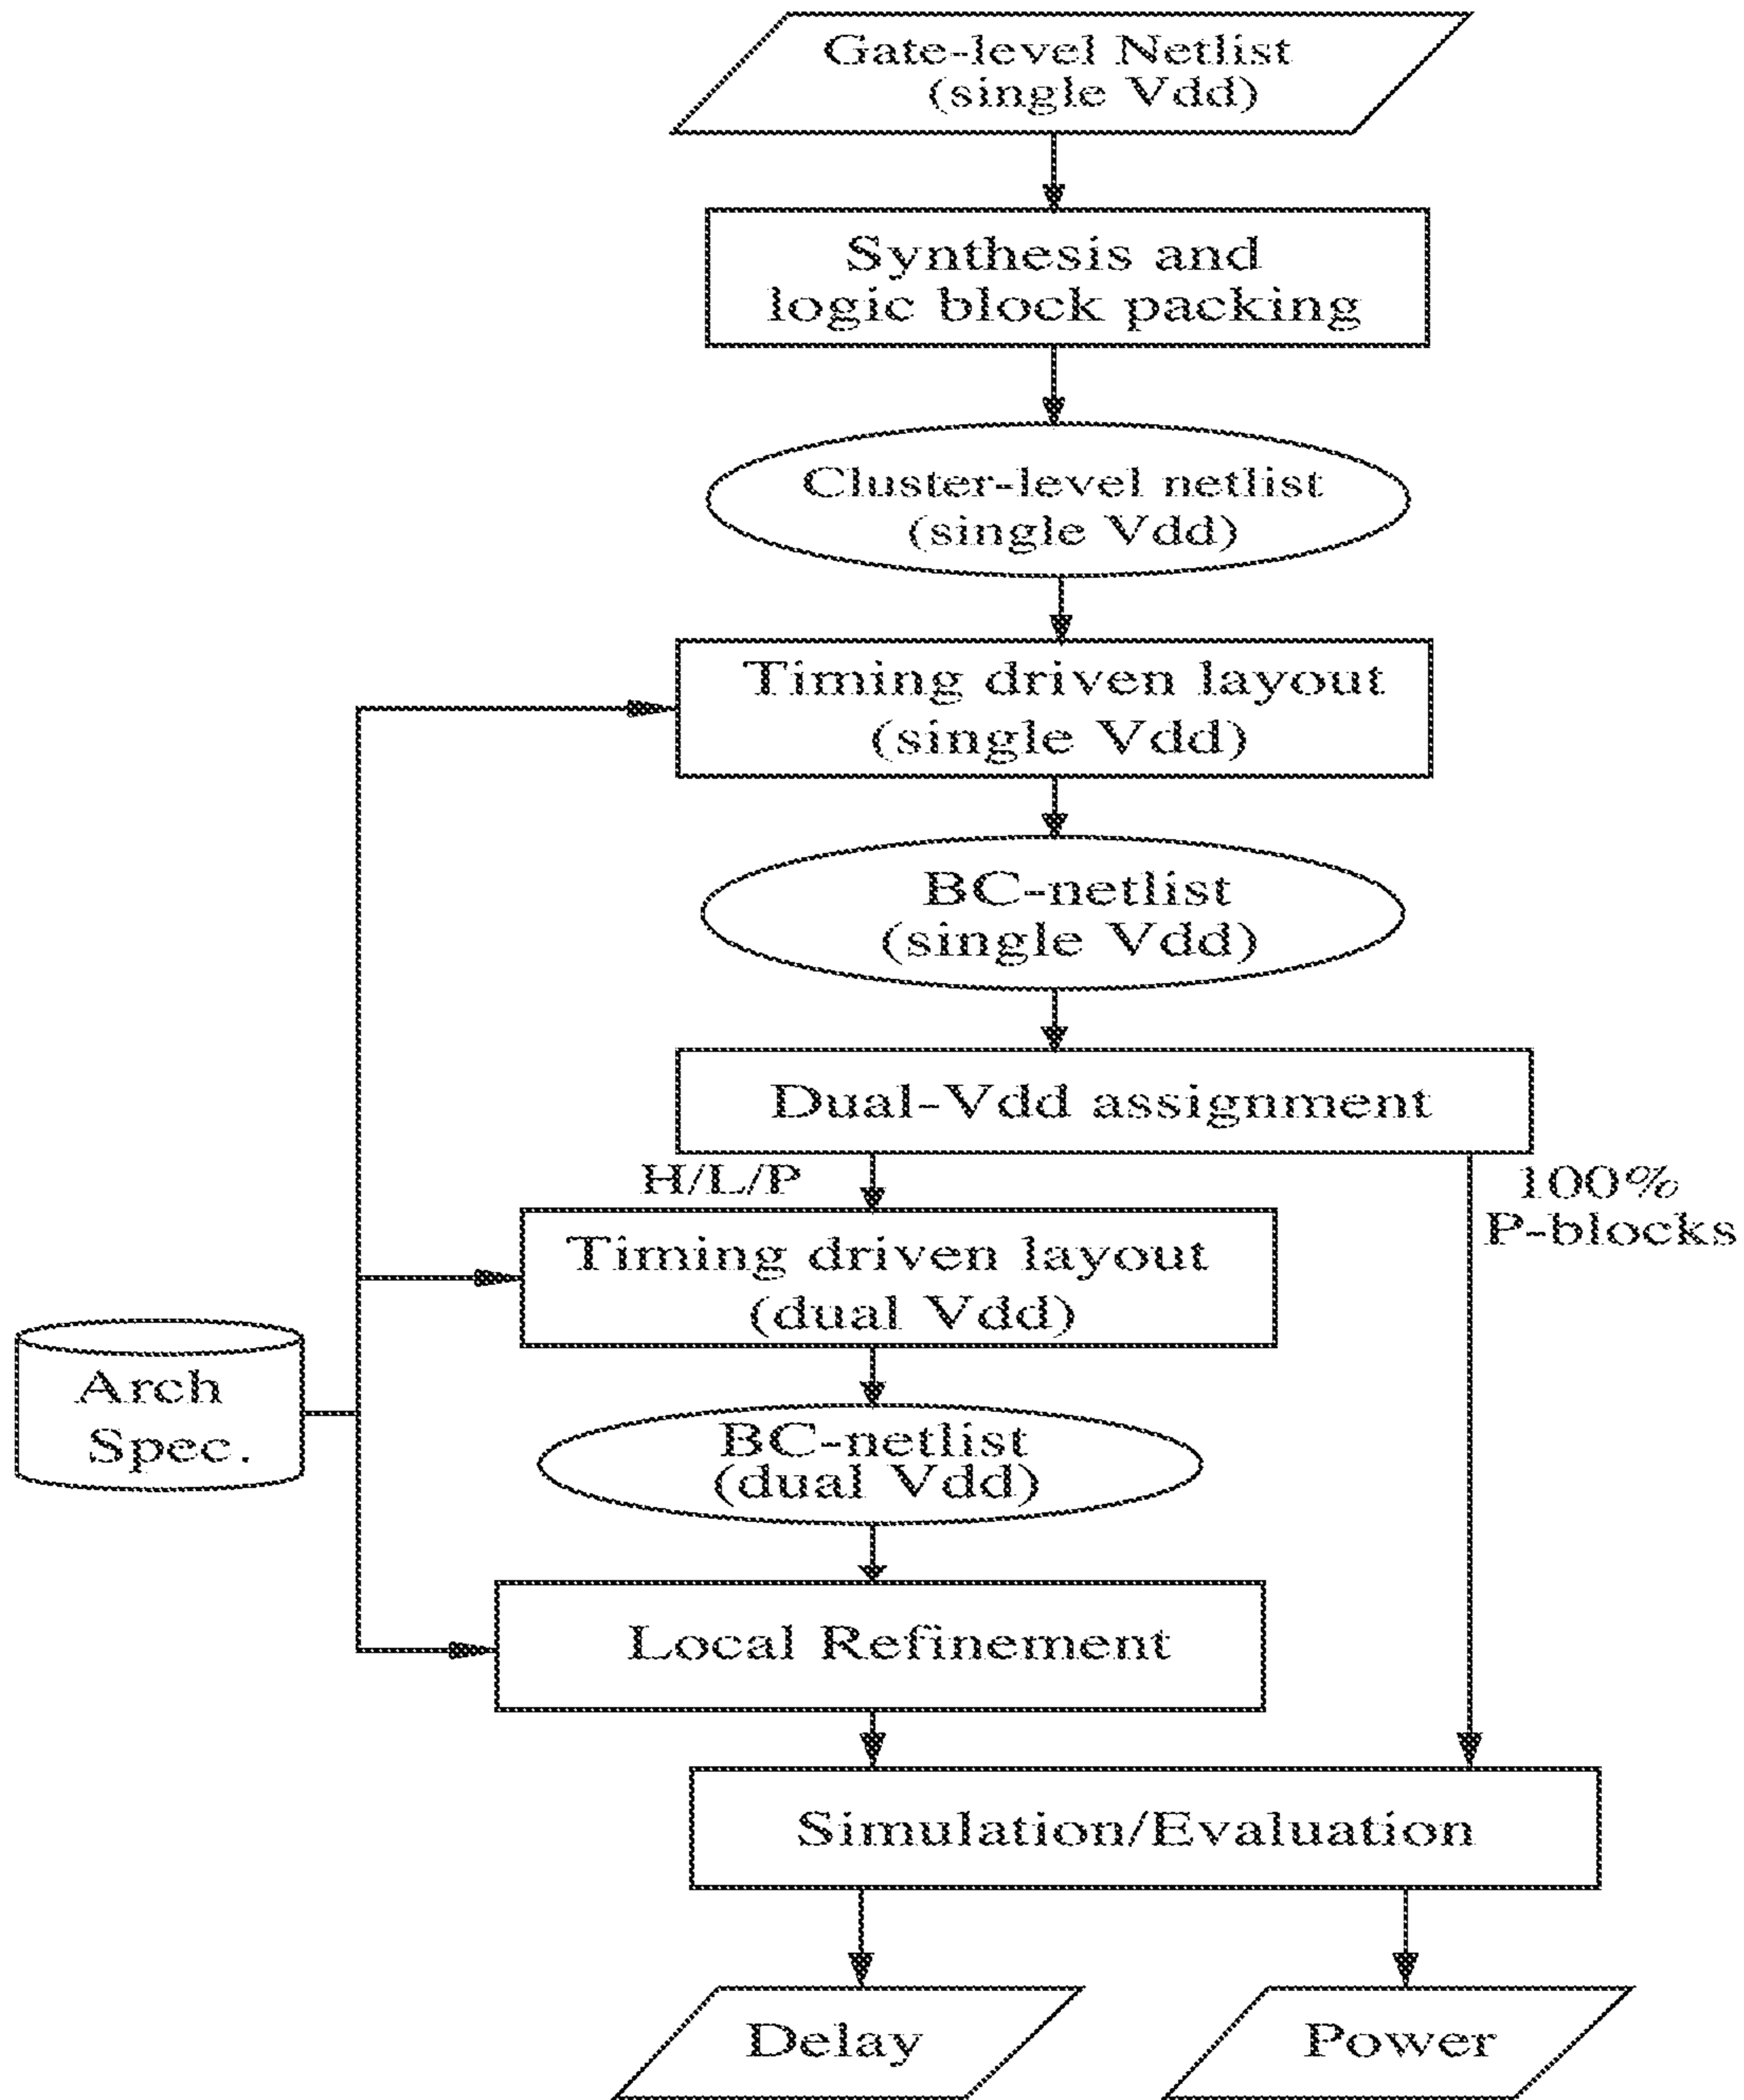 Gate-level Netlist
(single Vdd)
Synthesis and
logic block packing
Cluster-level netlist
(single Vdd)
Timing driven layout
(single Vdd)
BC-netlist
(single Vdd)
Dual-Vdd assignment
H/L/P
100%
P-blocks
Timing driven layout
(dual Vdd)
Arch
Spec.
BC-netlist
(dual Vdd)
Local Refinement
Simulation/Evaluation
Delay
Power